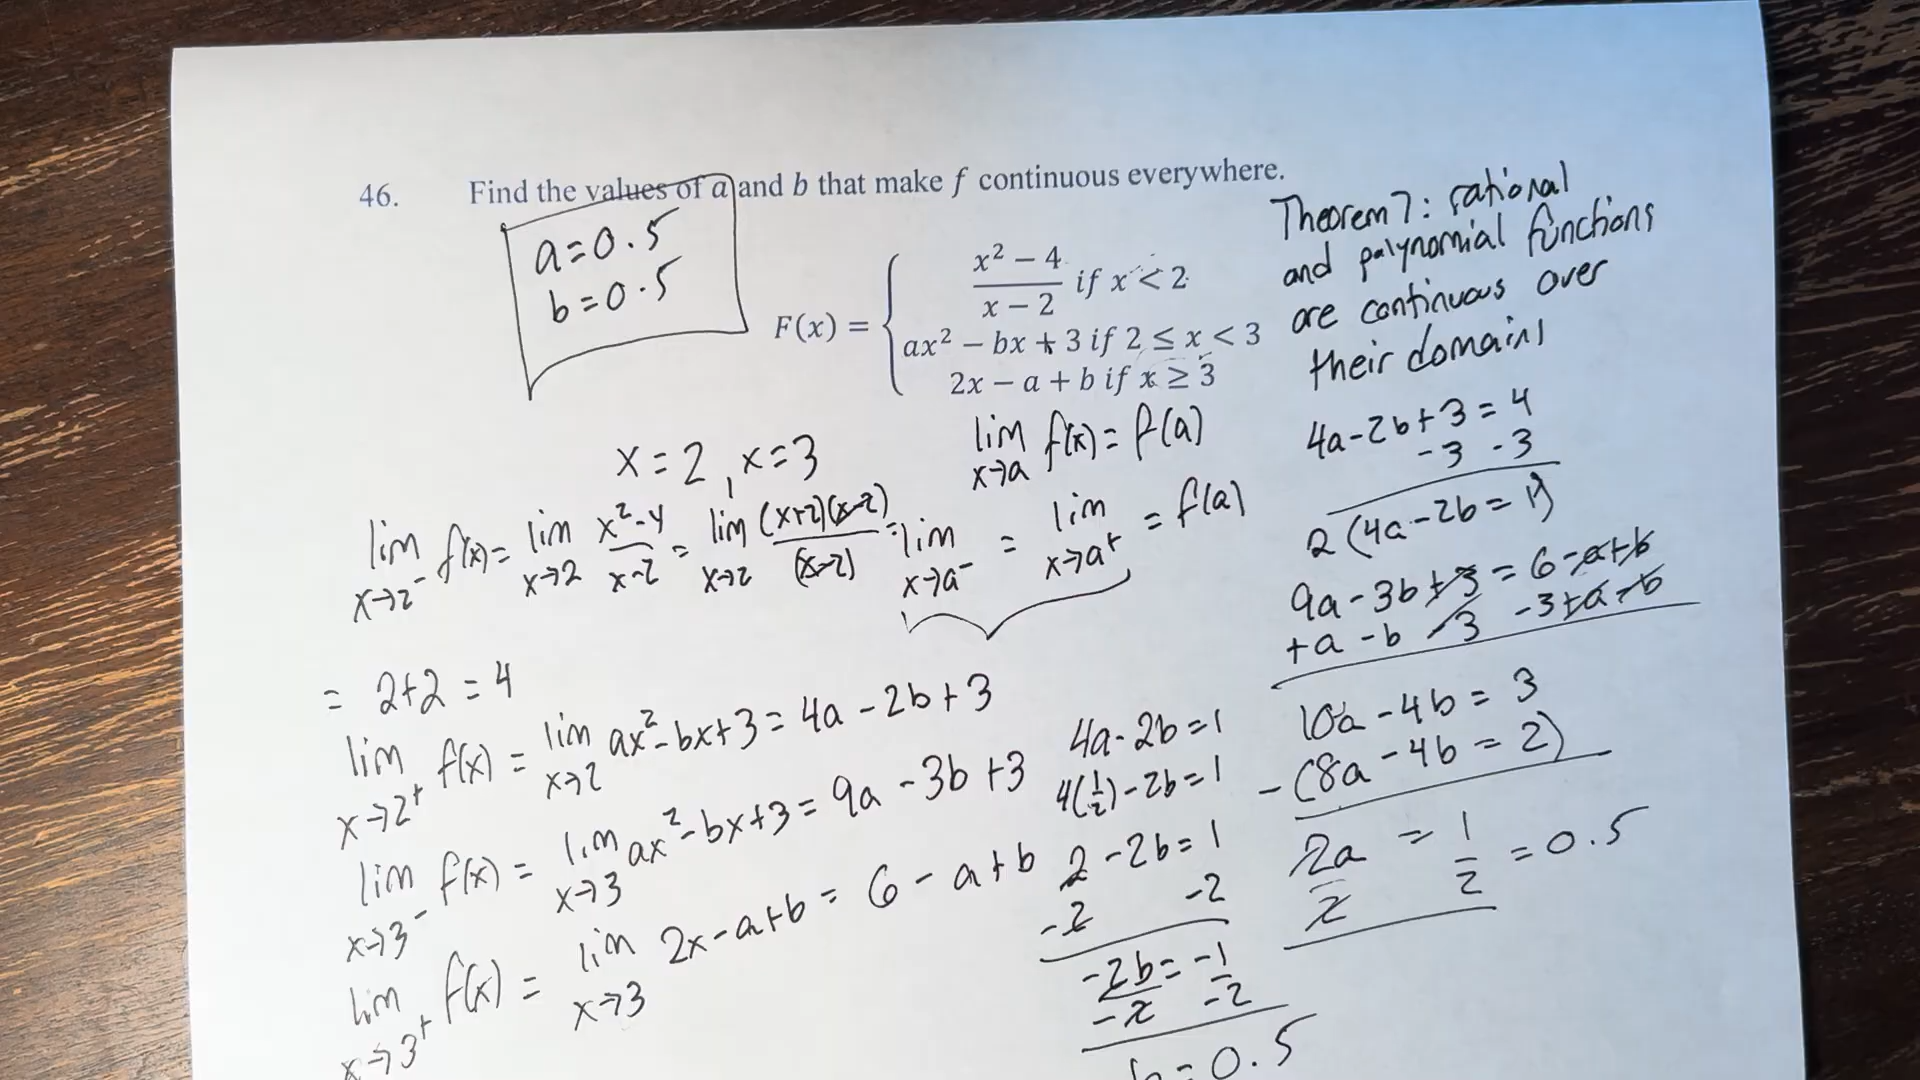 46. Find the values of a and b that make f continuous everywhere.
a=0.5
b=0.5
F(x) = { x² − 4 / x − 2 if x < 2
ax² − bx + 3 if 2 ≤ x < 3
2x − a + b if x ≥ 3
Theorem 7: rational
and polynomial functions
are continuous over
their domains
x=2, x=3
lim x→a f(x) = f(a)
lim x→2⁻ f(x) = lim x→2 x²-4 / x-2 = lim x→2 (x+2)(x-2) / (x-2) =
lim x→a⁻ = lim x→a⁺ = f(a)
= 2+2 = 4
lim x→2⁺ f(x) = lim x→2 ax²-bx+3 = 4a-2b+3
lim x→3⁻ f(x) = lim x→3 ax²-bx+3 = 9a-3b+3
lim x→3⁺ f(x) = lim x→3 2x-a+b = 6-a+b
4a-2b=1
4(1/2)-2b=1
2-2b=1
-2 -2
-2b/-2 = -1/-2
b=0.5
4a-2b+3=4
-3 -3
2(4a-2b=1)
9a-3b+3=6-a+b
+a-b-3 -3+a-b
10a-4b=3
-(8a-4b=2)
2a/2 = 1/2 = 0.5